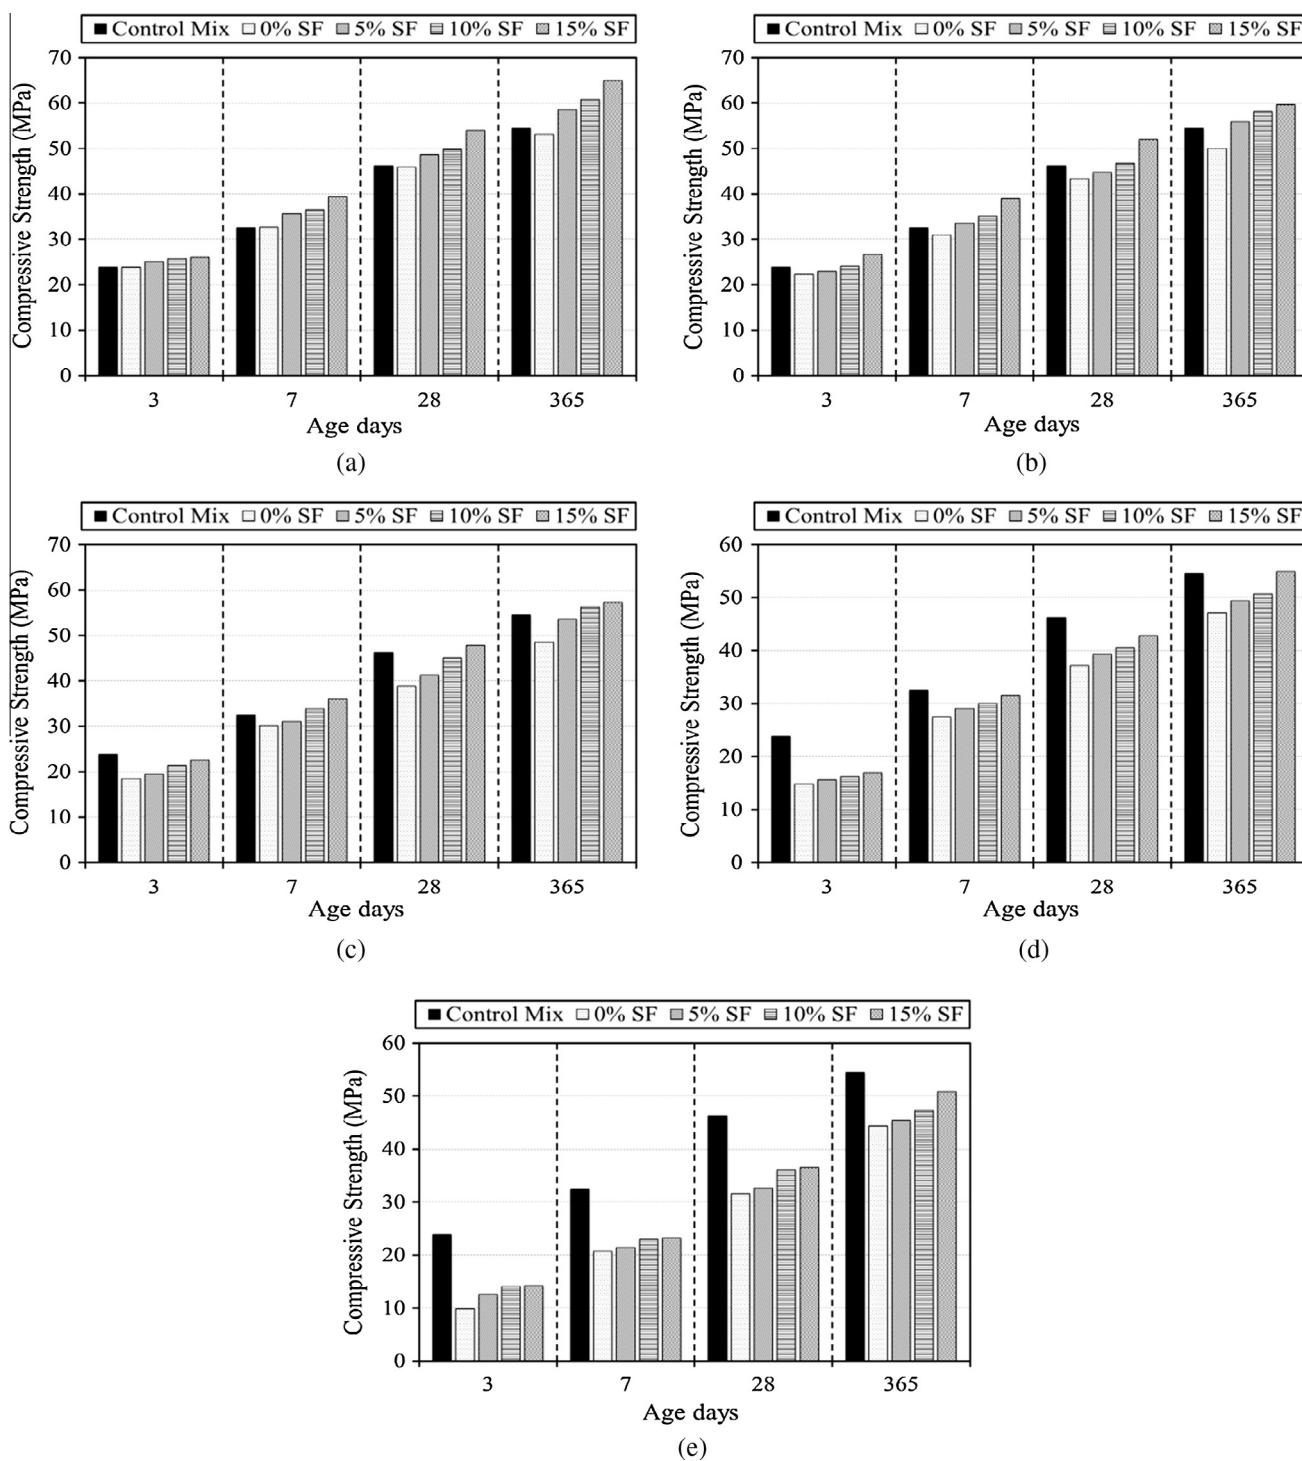 Control Mix 0% SF 5% SF 10% SF 15% SF
Compressive Strength (MPa)
70
60
50
40
30
20
10
0
3 7 28 365
Age days
(a)
Control Mix 0% SF 5% SF 10% SF 15% SF
Compressive Strength (MPa)
70
60
50
40
30
20
10
0
3 7 28 365
Age days
(b)
Control Mix 0% SF 5% SF 10% SF 15% SF
Compressive Strength (MPa)
70
60
50
40
30
20
10
0
3 7 28 365
Age days
(c)
Control Mix 0% SF 5% SF 10% SF 15% SF
Compressive Strength (MPa)
60
50
40
30
20
10
0
3 7 28 365
Age days
(d)
Control Mix 0% SF 5% SF 10% SF 15% SF
Compressive Strength (MPa)
60
50
40
30
20
10
0
3 7 28 365
Age days
(e)